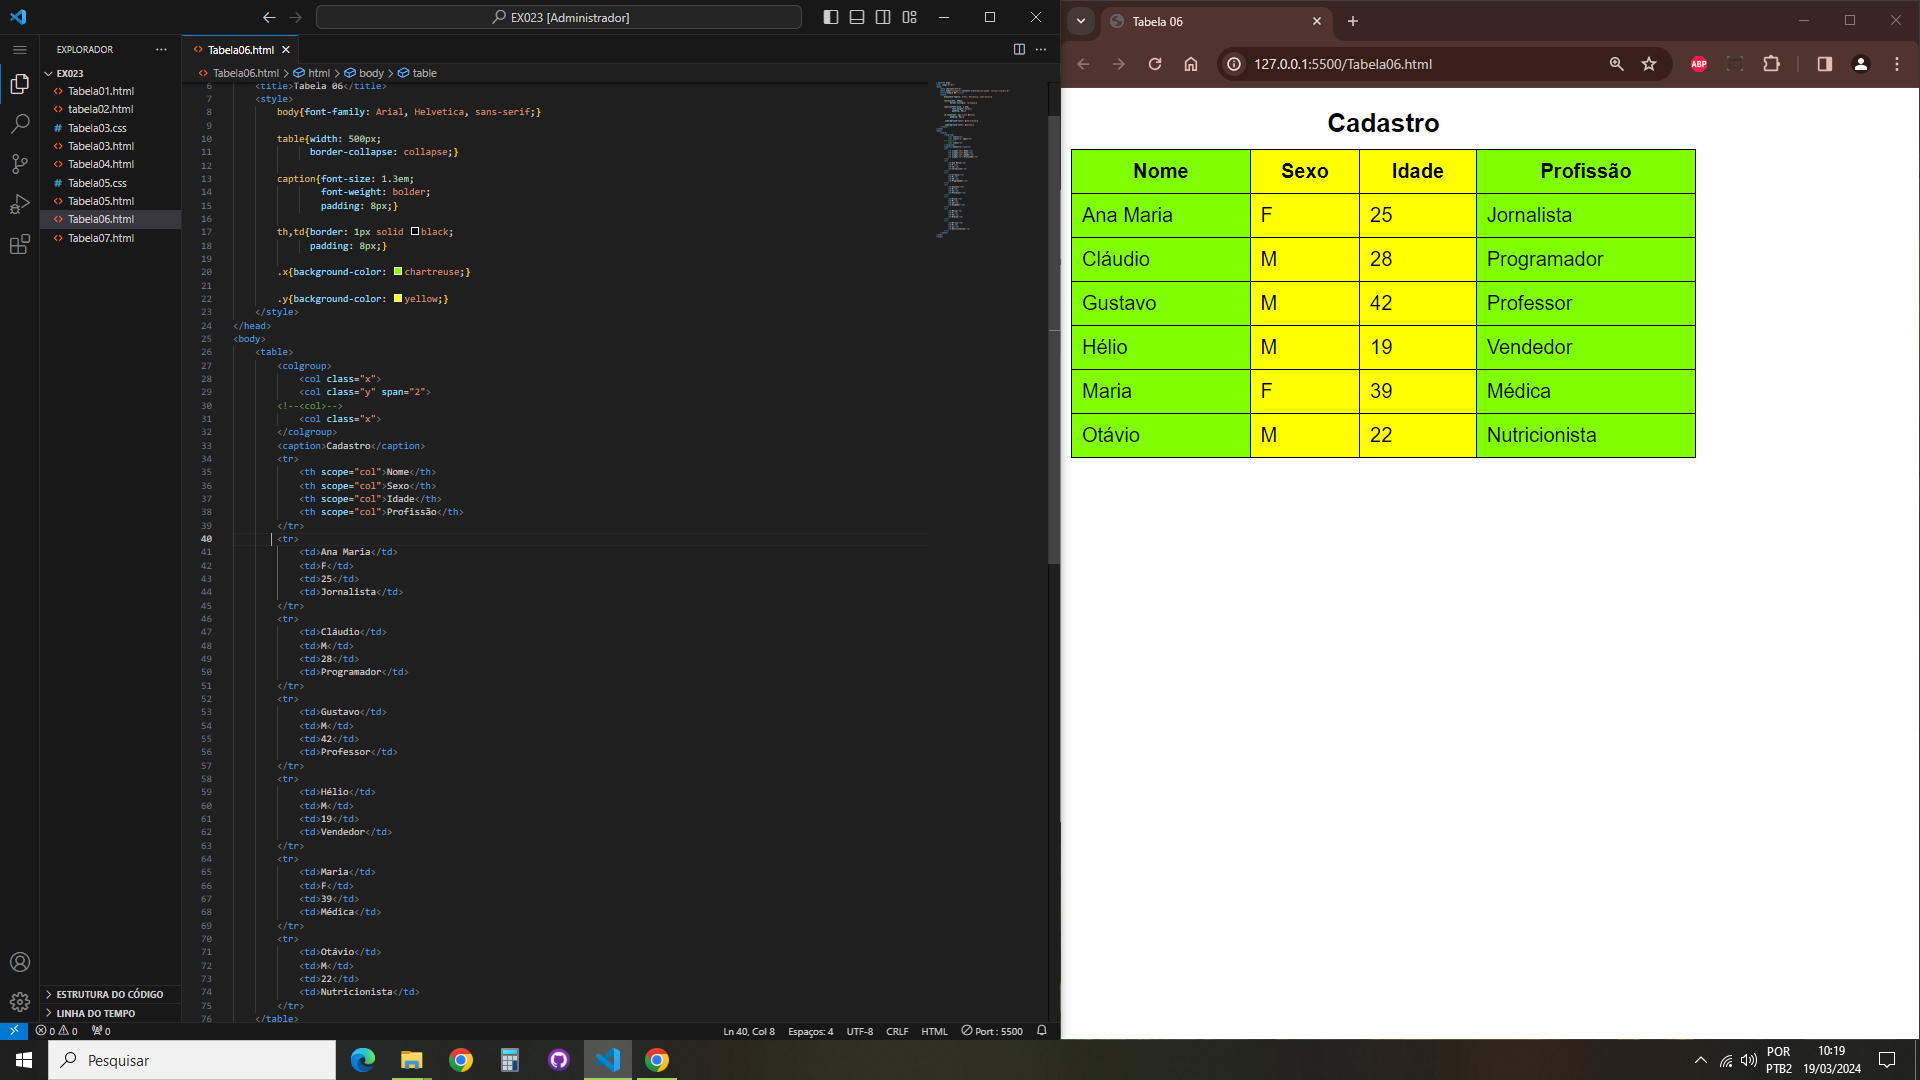 EX023 [Administrador]
EXPLORADOR
EX023
Tabela01.html
tabela02.html
Tabela03.css
Tabela03.html
Tabela04.html
Tabela05.css
Tabela05.html
Tabela06.html
Tabela07.html
ESTRUTURA DO CÓDIGO
LINHA DO TEMPO
Tabela06.html
Tabela06.html > html > body > table
6 <title>Tabela 06</title>
7 <style>
8 body{font-family: Arial, Helvetica, sans-serif;}
9
10 table{width: 500px;
11 border-collapse: collapse;}
12
13 caption{font-size: 1.3em;
14 font-weight: bolder;
15 padding: 8px;}
16
17 th,td{border: 1px solid black;
18 padding: 8px;}
19
20 .x{background-color: chartreuse;}
21
22 .y{background-color: yellow;}
23 </style>
24 </head>
25 <body>
26 <table>
27 <colgroup>
28 <col class="x">
29 <col class="y" span="2">
30 <!--<col>-->
31 <col class="x">
32 </colgroup>
33 <caption>Cadastro</caption>
34 <tr>
35 <th scope="col">Nome</th>
36 <th scope="col">Sexo</th>
37 <th scope="col">Idade</th>
38 <th scope="col">Profissão</th>
39 </tr>
40 <tr>
41 <td>Ana Maria</td>
42 <td>F</td>
43 <td>25</td>
44 <td>Jornalista</td>
45 </tr>
46 <tr>
47 <td>Cláudio</td>
48 <td>M</td>
49 <td>28</td>
50 <td>Programador</td>
51 </tr>
52 <tr>
53 <td>Gustavo</td>
54 <td>M</td>
55 <td>42</td>
56 <td>Professor</td>
57 </tr>
58 <tr>
59 <td>Hélio</td>
60 <td>M</td>
61 <td>19</td>
62 <td>Vendedor</td>
63 </tr>
64 <tr>
65 <td>Maria</td>
66 <td>F</td>
67 <td>39</td>
68 <td>Médica</td>
69 </tr>
70 <tr>
71 <td>Otávio</td>
72 <td>M</td>
73 <td>22</td>
74 <td>Nutricionista</td>
75 </tr>
76 </table>
0 0 0
Ln 40, Col 8 Espaços: 4 UTF-8 CRLF HTML Port : 5500
Tabela 06
127.0.0.1:5500/Tabela06.html
ABP
Cadastro
Nome Sexo Idade Profissão
Ana Maria F 25 Jornalista
Cláudio M 28 Programador
Gustavo M 42 Professor
Hélio M 19 Vendedor
Maria F 39 Médica
Otávio M 22 Nutricionista
Pesquisar
POR
PTB2
10:19
19/03/2024